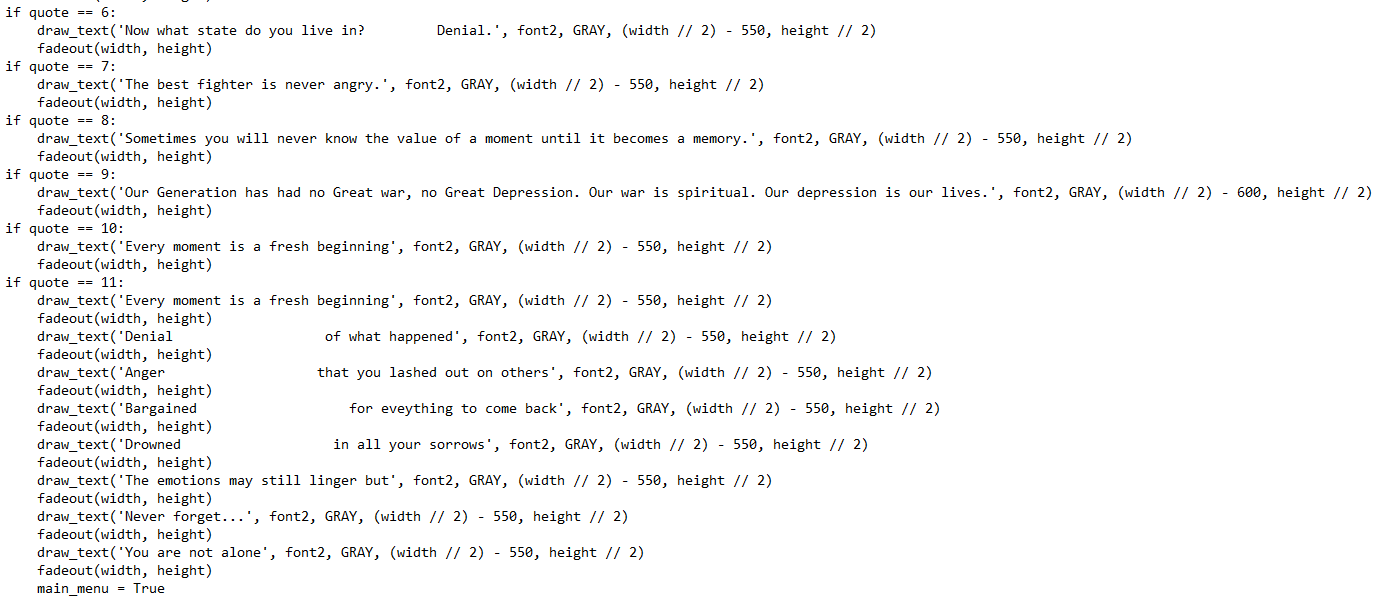 if quote == 6:
    draw_text('Now what state do you live in?         Denial.', font2, GRAY, (width // 2) - 550, height // 2)
    fadeout(width, height)
if quote == 7:
    draw_text('The best fighter is never angry.', font2, GRAY, (width // 2) - 550, height // 2)
    fadeout(width, height)
if quote == 8:
    draw_text('Sometimes you will never know the value of a moment until it becomes a memory.', font2, GRAY, (width // 2) - 550, height // 2)
    fadeout(width, height)
if quote == 9:
    draw_text('Our Generation has had no Great war, no Great Depression. Our war is spiritual. Our depression is our lives.', font2, GRAY, (width // 2) - 600, height // 2)
    fadeout(width, height)
if quote == 10:
    draw_text('Every moment is a fresh beginning', font2, GRAY, (width // 2) - 550, height // 2)
    fadeout(width, height)
if quote == 11:
    draw_text('Every moment is a fresh beginning', font2, GRAY, (width // 2) - 550, height // 2)
    fadeout(width, height)
    draw_text('Denial                   of what happened', font2, GRAY, (width // 2) - 550, height // 2)
    fadeout(width, height)
    draw_text('Anger                   that you lashed out on others', font2, GRAY, (width // 2) - 550, height // 2)
    fadeout(width, height)
    draw_text('Bargained                   for eveything to come back', font2, GRAY, (width // 2) - 550, height // 2)
    fadeout(width, height)
    draw_text('Drowned                   in all your sorrows', font2, GRAY, (width // 2) - 550, height // 2)
    fadeout(width, height)
    draw_text('The emotions may still linger but', font2, GRAY, (width // 2) - 550, height // 2)
    fadeout(width, height)
    draw_text('Never forget...', font2, GRAY, (width // 2) - 550, height // 2)
    fadeout(width, height)
    draw_text('You are not alone', font2, GRAY, (width // 2) - 550, height // 2)
    fadeout(width, height)
    main_menu = True